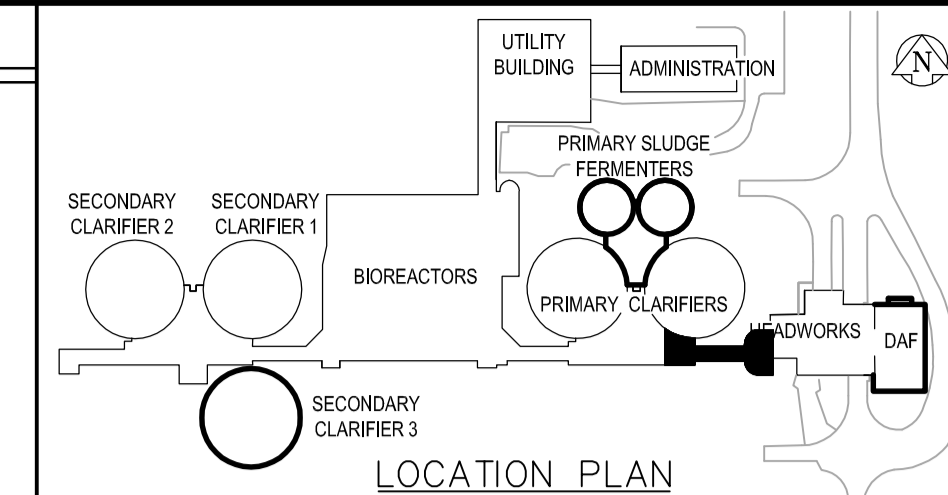 UTILITY
BUILDING
ADMINISTRATION
N
PRIMARY SLUDGE
FERMENTERS
SECONDARY
CLARIFIER 2
SECONDARY
CLARIFIER 1
BIOREACTORS
PRIMARY CLARIFIERS
HEADWORKS
DAF
SECONDARY
CLARIFIER 3
LOCATION PLAN